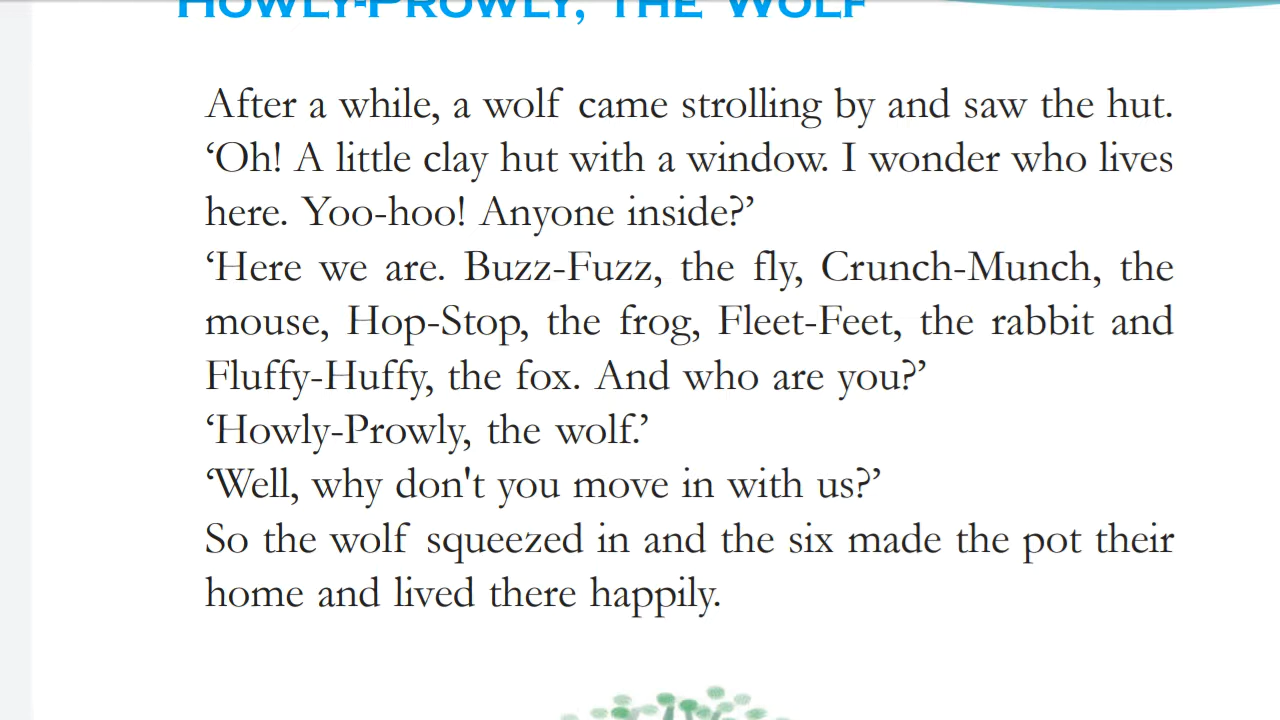 HOWLY-PROWLY, THE WOLF
After a while, a wolf came strolling by and saw the hut.
‘Oh! A little clay hut with a window. I wonder who lives
here. Yoo-hoo! Anyone inside?’
‘Here we are. Buzz-Fuzz, the fly, Crunch-Munch, the
mouse, Hop-Stop, the frog, Fleet-Feet, the rabbit and
Fluffy-Huffy, the fox. And who are you?’
‘Howly-Prowly, the wolf.’
‘Well, why don't you move in with us?’
So the wolf squeezed in and the six made the pot their
home and lived there happily.